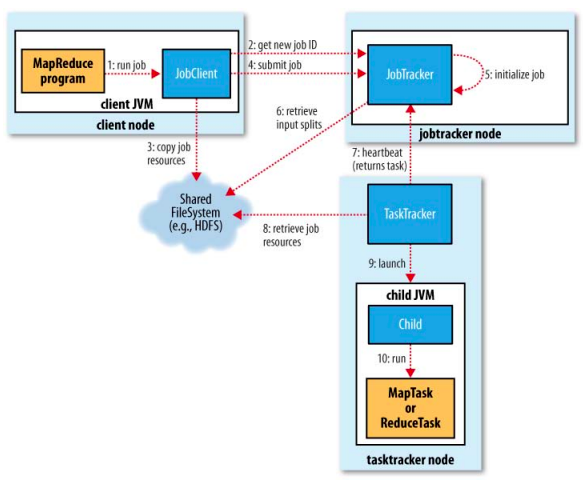 MapReduce
program
1: run job
JobClient
client JVM
client node
2: get new job ID
4: submit job
JobTracker
5: initialize job
jobtracker node
3: copy job
resources
6: retrieve
input splits
7: heartbeat
(returns task)
Shared
FileSystem
(e.g., HDFS)
8: retrieve job
resources
TaskTracker
9: launch
child JVM
Child
10: run
MapTask
or
ReduceTask
tasktracker node